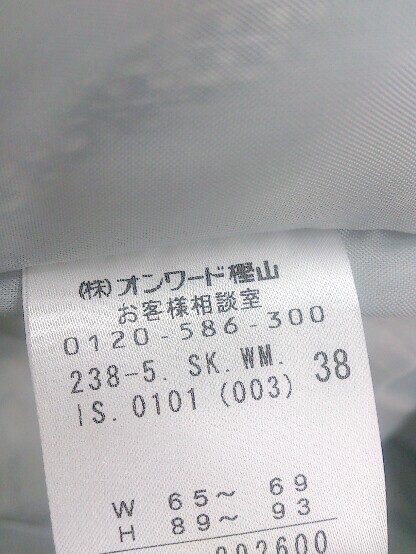 (株)オンワード樫山
お客様相談室
0120-586-300
238-5. SK.WM. 38
IS.0101 (003)
W 65～ 69
H 89～ 93